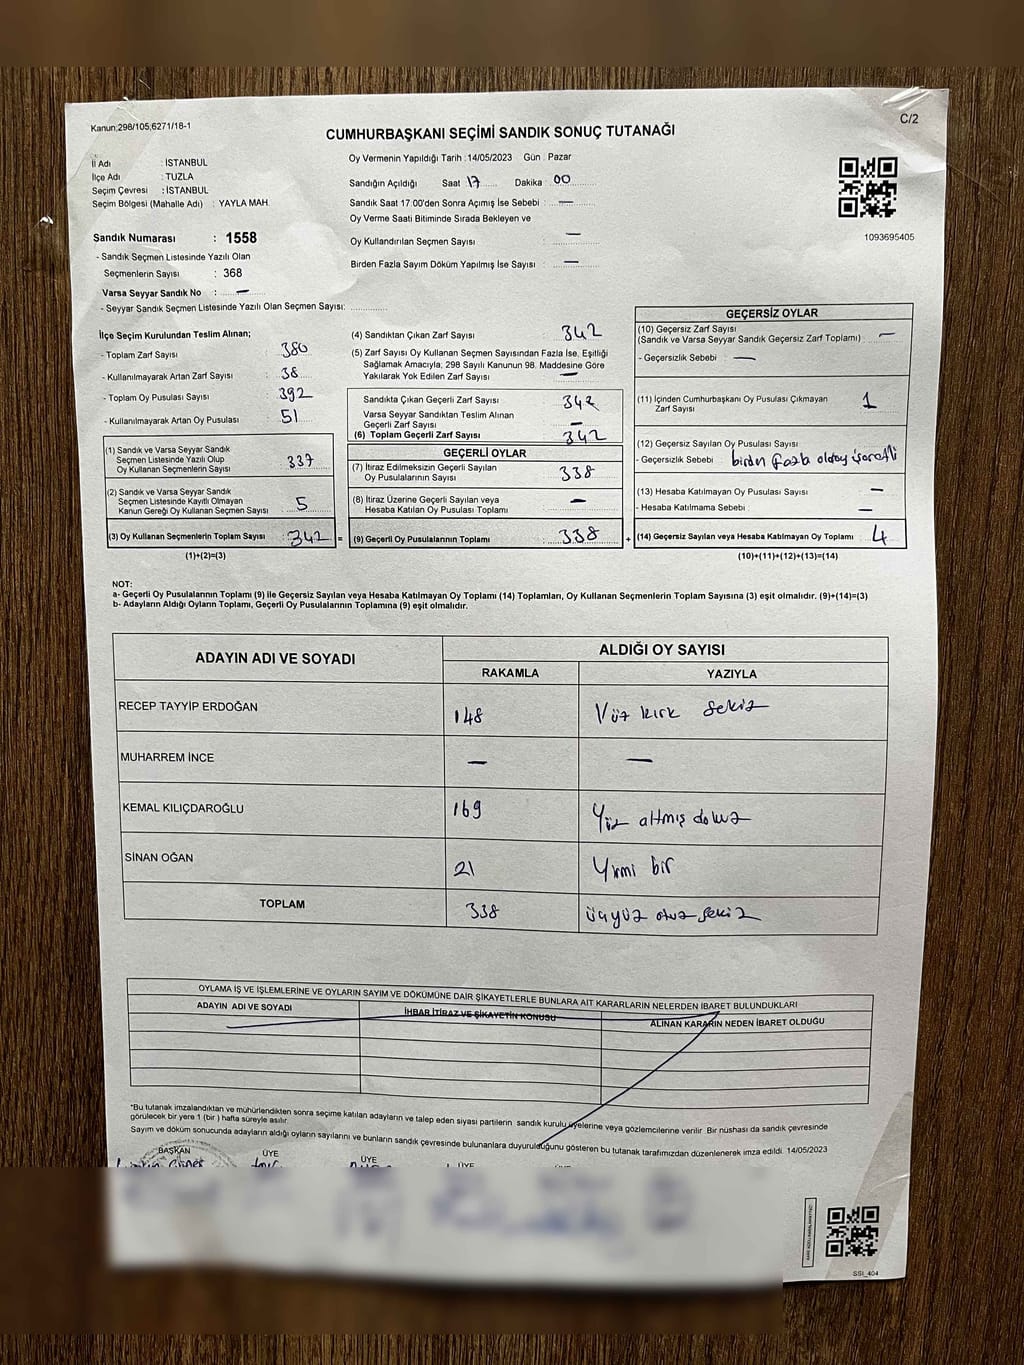 Kanun;298/105;6271/18-1
C/2
CUMHURBAŞKANI SEÇİMİ SANDIK SONUÇ TUTANAĞI
İl Adı : İSTANBUL
İlçe Adı : TUZLA
Seçim Çevresi : İSTANBUL
Seçim Bölgesi (Mahalle Adı) : YAYLA MAH.
Oy Vermenin Yapıldığı Tarih :14/05/2023 Gün : Pazar
Sandığın Açıldığı Saat 17 Dakika 00
Sandık Saat 17.00'den Sonra Açımış İse Sebebi : —
Oy Verme Saati Bitiminde Sırada Bekleyen ve
Oy Kullandırılan Seçmen Sayısı : —
Birden Fazla Sayım Döküm Yapılmış İse Sayısı : —
1093695405
Sandık Numarası : 1558
- Sandık Seçmen Listesinde Yazılı Olan
Seçmenlerin Sayısı : 368
Varsa Seyyar Sandık No : —
- Seyyar Sandık Seçmen Listesinde Yazılı Olan Seçmen Sayısı:
İlçe Seçim Kurulundan Teslim Alınan;
- Toplam Zarf Sayısı : 380
- Kullanılmayarak Artan Zarf Sayısı : 38
- Toplam Oy Pusulası Sayısı : 392
- Kullanılmayarak Artan Oy Pusulası : 51
(1) Sandık ve Varsa Seyyar Sandık
Seçmen Listesinde Yazılı Olup
Oy Kullanan Seçmenlerin Sayısı : 337
(2) Sandık ve Varsa Seyyar Sandık
Seçmen Listesinde Kayıtlı Olmayan
Kanun Gereği Oy Kullanan Seçmen Sayısı : 5
(3) Oy Kullanan Seçmenlerin Toplam Sayısı : 342 =
(1)+(2)=(3)
(4) Sandıktan Çıkan Zarf Sayısı 342
(5) Zarf Sayısı Oy Kullanan Seçmen Sayısından Fazla İse, Eşitliği
Sağlamak Amacıyla; 298 Sayılı Kanunun 98. Maddesine Göre
Yakılarak Yok Edilen Zarf Sayısı —
Sandıkta Çıkan Geçerli Zarf Sayısı 342
Varsa Seyyar Sandıktan Teslim Alınan
Geçerli Zarf Sayısı —
(6) Toplam Geçerli Zarf Sayısı 342
GEÇERLİ OYLAR
(7) İtiraz Edilmeksizin Geçerli Sayılan
Oy Pusulalarının Sayısı : 338
(8) İtiraz Üzerine Geçerli Sayılan veya
Hesaba Katılan Oy Pusulası Toplamı —
(9) Geçerli Oy Pusulalarının Toplamı : 338 +
GEÇERSİZ OYLAR
(10) Geçersiz Zarf Sayısı
(Sandık ve Varsa Seyyar Sandık Geçersiz Zarf Toplamı) : —
- Geçersizlik Sebebi : —
(11) İçinden Cumhurbaşkanı Oy Pusulası Çıkmayan
Zarf Sayısı 1
(12) Geçersiz Sayılan Oy Pusulası Sayısı
- Geçersizlik Sebebi : birden fazla olaray işaretli
(13) Hesaba Katılmayan Oy Pusulası Sayısı —
- Hesaba Katılmama Sebebi : —
(14) Geçersiz Sayılan veya Hesaba Katılmayan Oy Toplamı : 4
(10)+(11)+(12)+(13)=(14)
NOT:
a- Geçerli Oy Pusulalarının Toplamı (9) ile Geçersiz Sayılan veya Hesaba Katılmayan Oy Toplamı (14) Toplamları, Oy Kullanan Seçmenlerin Toplam Sayısına (3) eşit olmalıdır. (9)+(14)=(3)
b- Adayların Aldığı Oyların Toplamı, Geçerli Oy Pusulalarının Toplamına (9) eşit olmalıdır.
ADAYIN ADI VE SOYADI
ALDIĞI OY SAYISI
RAKAMLA YAZIYLA
RECEP TAYYİP ERDOĞAN 148 Yüz kırk sekiz
MUHARREM İNCE — —
KEMAL KILIÇDAROĞLU 169 Yüz altmış dokuz
SİNAN OĞAN 21 Yirmi bir
TOPLAM 338 üçyüz otuz sekiz
OYLAMA İŞ VE İŞLEMLERİNE VE OYLARIN SAYIM VE DÖKÜMÜNE DAİR ŞİKAYETLERLE BUNLARA AİT KARARLARIN NELERDEN İBARET BULUNDUKLARI
ADAYIN ADI VE SOYADI İHBAR İTİRAZ VE ŞİKAYETİN KONUSU ALINAN KARARIN NEDEN İBARET OLDUĞU
*Bu tutanak imzalandıktan ve mühürlendikten sonra seçime katılan adayların ve talep eden siyasi partilerin sandık kurulu üyelerine veya gözlemcilerine verilir. Bir nüshası da sandık çevresinde
görülecek bir yere 1 (bir) hafta süreyle asılır.
Sayım ve döküm sonucunda adayların aldığı oyların sayılarını ve bunların sandık çevresinde bulunanlara duyurulduğunu gösteren bu tutanak tarafımızdan düzenlenerek imza edildi. 14/05/2023
BAŞKAN ÜYE ÜYE ÜYE
SSI_404